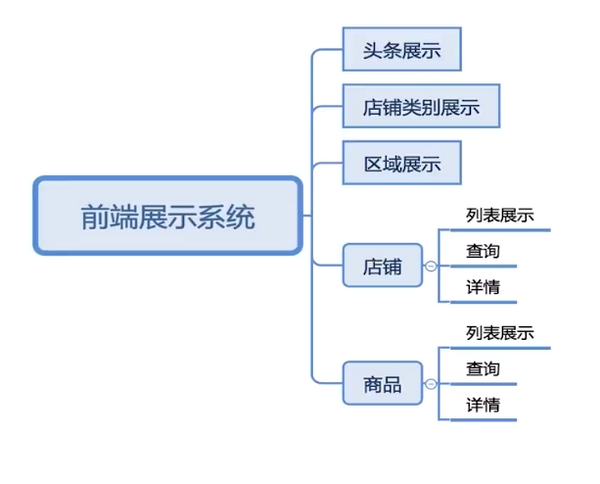 头条展示
店铺类别展示
区域展示
前端展示系统
店铺
列表展示
查询
详情
商品
列表展示
查询
详情